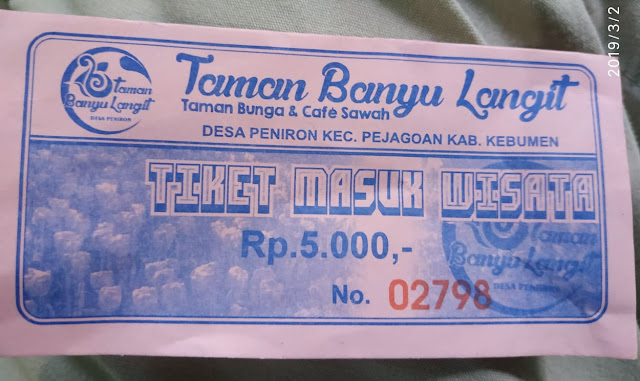 Taman
Banyu Langit
DESA PENIRON
Taman Banyu Langit
Taman Bunga & Café Sawah
DESA PENIRON KEC. PEJAGOAN KAB. KEBUMEN
TIKET MASUK WISATA
Rp.5.000,-
Taman
Banyu Langit
DESA PENIRON
No. 02798
2019/3/2